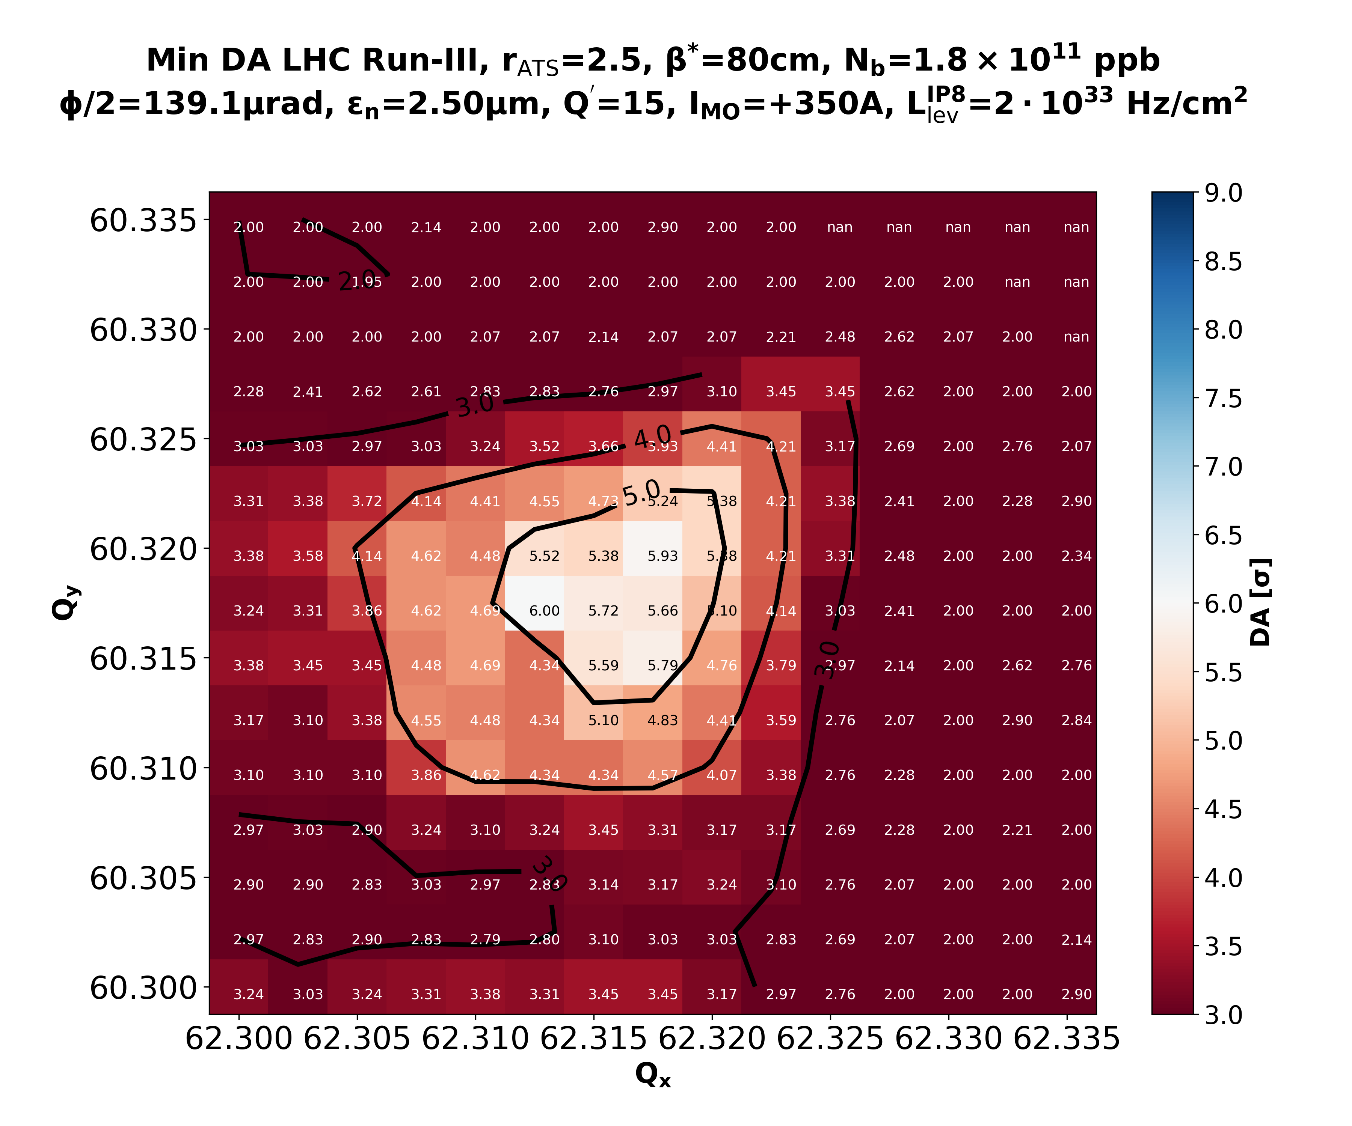 Min DA LHC Run-III, rATS=2.5, β*=80cm, Nb=1.8 × 10¹¹ ppb
ϕ/2=139.1μrad, εn=2.50μm, Q′=15, IMO=+350A, L^IP8_lev=2 · 10³³ Hz/cm²
60.335 2.00 2.00 2.00 2.14 2.00 2.00 2.00 2.90 2.00 2.00 nan nan nan nan nan
2.00 2.00 1.95 2.00 2.00 2.00 2.00 2.00 2.00 2.00 2.00 2.00 2.00 nan nan
2.0
60.330 2.00 2.00 2.00 2.00 2.07 2.07 2.14 2.07 2.07 2.21 2.48 2.62 2.07 2.00 nan
2.28 2.41 2.62 2.61 2.83 2.83 2.76 2.97 3.10 3.45 3.45 2.62 2.00 2.00 2.00
3.0
60.325 3.03 3.03 2.97 3.03 3.24 3.52 3.66 3.93 4.41 4.21 3.17 2.69 2.00 2.76 2.07
4.0
3.31 3.38 3.72 4.14 4.41 4.55 4.73 5.24 5.38 4.21 3.38 2.41 2.00 2.28 2.90
5.0
60.320 3.38 3.58 4.14 4.62 4.48 5.52 5.38 5.93 5.38 4.21 3.31 2.48 2.00 2.00 2.34
3.24 3.31 3.86 4.62 4.69 6.00 5.72 5.66 5.10 4.14 3.03 2.41 2.00 2.00 2.00
60.315 3.38 3.45 3.45 4.48 4.69 4.34 5.59 5.79 4.76 3.79 2.97 2.14 2.00 2.62 2.76
3.0
3.17 3.10 3.38 4.55 4.48 4.34 5.10 4.83 4.41 3.59 2.76 2.07 2.00 2.90 2.84
60.310 3.10 3.10 3.10 3.86 4.62 4.34 4.34 4.57 4.07 3.38 2.76 2.28 2.00 2.00 2.00
2.97 3.03 2.90 3.24 3.10 3.24 3.45 3.31 3.17 3.17 2.69 2.28 2.00 2.21 2.00
60.305 2.90 2.90 2.83 3.03 2.97 2.83 3.14 3.17 3.24 3.10 2.76 2.07 2.00 2.00 2.00
3.0
2.97 2.83 2.90 2.83 2.79 2.80 3.10 3.03 3.03 2.83 2.69 2.07 2.00 2.00 2.14
60.300 3.24 3.03 3.24 3.31 3.38 3.31 3.45 3.45 3.17 2.97 2.76 2.00 2.00 2.00 2.90
62.300 62.305 62.310 62.315 62.320 62.325 62.330 62.335
Qx
Qy
9.0
8.5
8.0
7.5
7.0
6.5
6.0
5.5
5.0
4.5
4.0
3.5
3.0
DA [σ]